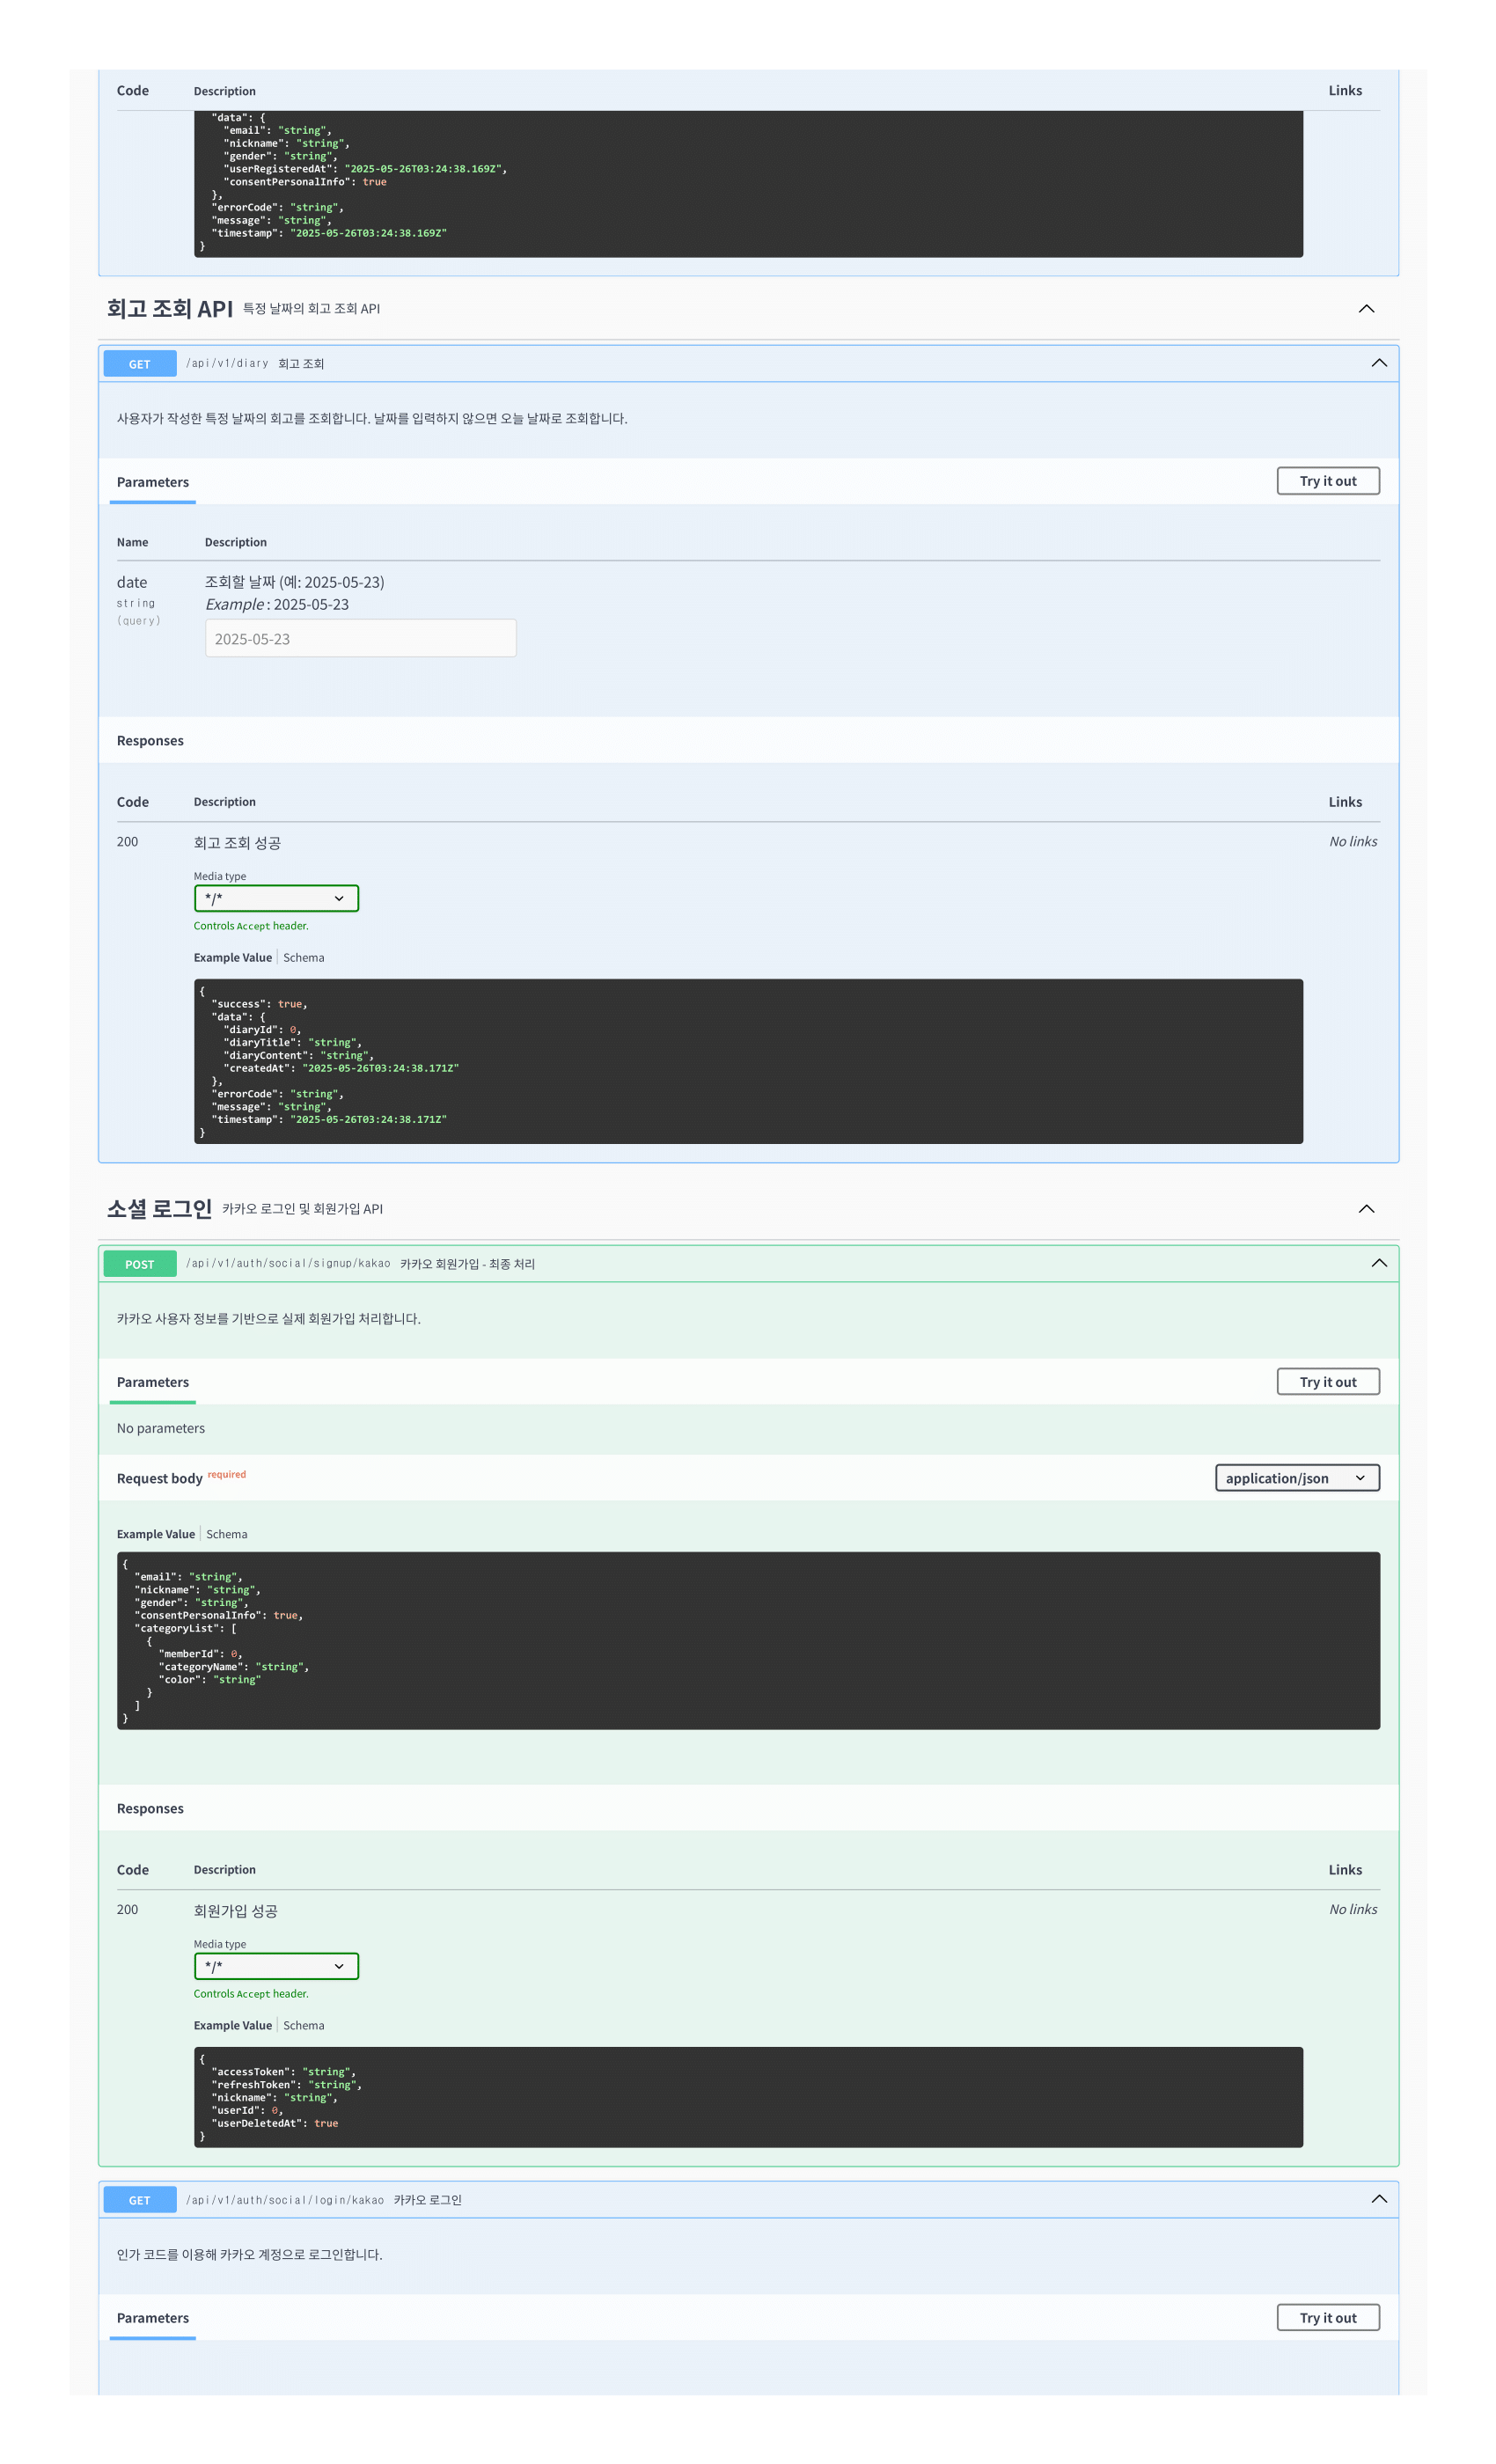 Code Description Links
"data": {
"email": "string",
"nickname": "string",
"gender": "string",
"userRegisteredAt": "2025-05-26T03:24:38.169Z",
"consentPersonalInfo": true
},
"errorCode": "string",
"message": "string",
"timestamp": "2025-05-26T03:24:38.169Z"
}
회고 조회 API 특정 날짜의 회고 조회 API
GET /api/v1/diary 회고 조회
사용자가 작성한 특정 날짜의 회고를 조회합니다. 날짜를 입력하지 않으면 오늘 날짜로 조회합니다.
Parameters Try it out
Name Description
date 조회할 날짜 (예: 2025-05-23)
string Example : 2025-05-23
(query)
2025-05-23
Responses
Code Description Links
200 회고 조회 성공 No links
Media type
*/*
Controls Accept header.
Example Value Schema
{
"success": true,
"data": {
"diaryId": 0,
"diaryTitle": "string",
"diaryContent": "string",
"createdAt": "2025-05-26T03:24:38.171Z"
},
"errorCode": "string",
"message": "string",
"timestamp": "2025-05-26T03:24:38.171Z"
}
소셜 로그인 카카오 로그인 및 회원가입 API
POST /api/v1/auth/social/signup/kakao 카카오 회원가입 - 최종 처리
카카오 사용자 정보를 기반으로 실제 회원가입 처리합니다.
Parameters Try it out
No parameters
Request body required application/json
Example Value Schema
{
"email": "string",
"nickname": "string",
"gender": "string",
"consentPersonalInfo": true,
"categoryList": [
{
"memberId": 0,
"categoryName": "string",
"color": "string"
}
]
}
Responses
Code Description Links
200 회원가입 성공 No links
Media type
*/*
Controls Accept header.
Example Value Schema
{
"accessToken": "string",
"refreshToken": "string",
"nickname": "string",
"userId": 0,
"userDeletedAt": true
}
GET /api/v1/auth/social/login/kakao 카카오 로그인
인가 코드를 이용해 카카오 계정으로 로그인합니다.
Parameters Try it out